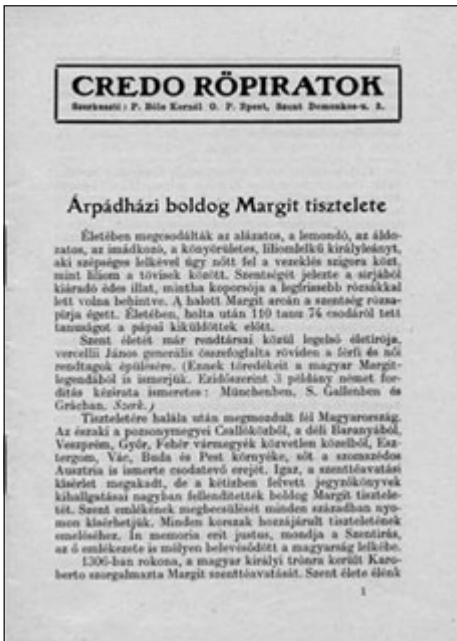 CREDO RÖPIRATOK
Szerkeszti: P. Bőle Kornél O. P. Bpest, Szent Domonkos-u. 3.
Árpádházi boldog Margit tisztelete
Életében megcsodálták az alázatos, a lemondó, az áldo-
zatos, az imádkozó, a könyörületes, liliomlelkű királyleányt,
aki szépséges lelkével úgy nőtt fel a vezeklés szigora közt,
mint liliom a tövisek között. Szentségét jelezte a sírjából
kiáradó édes illat, mintha koporsója a legfrissebb rózsákkal
lett volna behintve. A halott Margit arcán a szentség rózsa-
pírja égett. Életében, holta után 110 tanu 74 csodáról tett
tanuságot a pápai kiküldöttek előtt.
Szent életét már rendtársai közül legelső életírója,
vercellii János generális összefoglalta röviden a férfi és női
rendtagok épülésére. (Ennek töredékeit a magyar Margit-
legendából is ismerjük. Ezidőszerint 3 példány német for-
dítás kézirata ismeretes: Münchenben, S. Gallenben és
Grácban. Szerk.)
Tiszteletére halála után megmozdult fél Magyarország.
Az északi a pozsonymegyei Csallóközből, a déli Baranyából,
Veszprém, Győr, Fehér vármegyék közvetlen közelből, Esz-
tergom, Vác, Buda és Pest környéke, sőt a szomszédos
Ausztria is ismerte csodatevő erejét. Igaz, a szenttéavatási
kísérlet megakadt, de a kétízben felvett jegyzőkönyvek
kihallgatásai nagyban fellendítették boldog Margit tisztele-
tét. Szent emlékének megbecsülését minden században nyo-
mon kísérhetjük. Minden korszak hozzájárult tiszteletének
emeléséhez. In memoria erit justus, mondja a Szentírás,
az ő emlékezete is mélyen belevésődött a magyarság lelkébe.
1306-ban rokona, a magyar királyi trónra került Karo-
berto szorgalmazta Margit szenttéavatását. Szent élete élénk
1